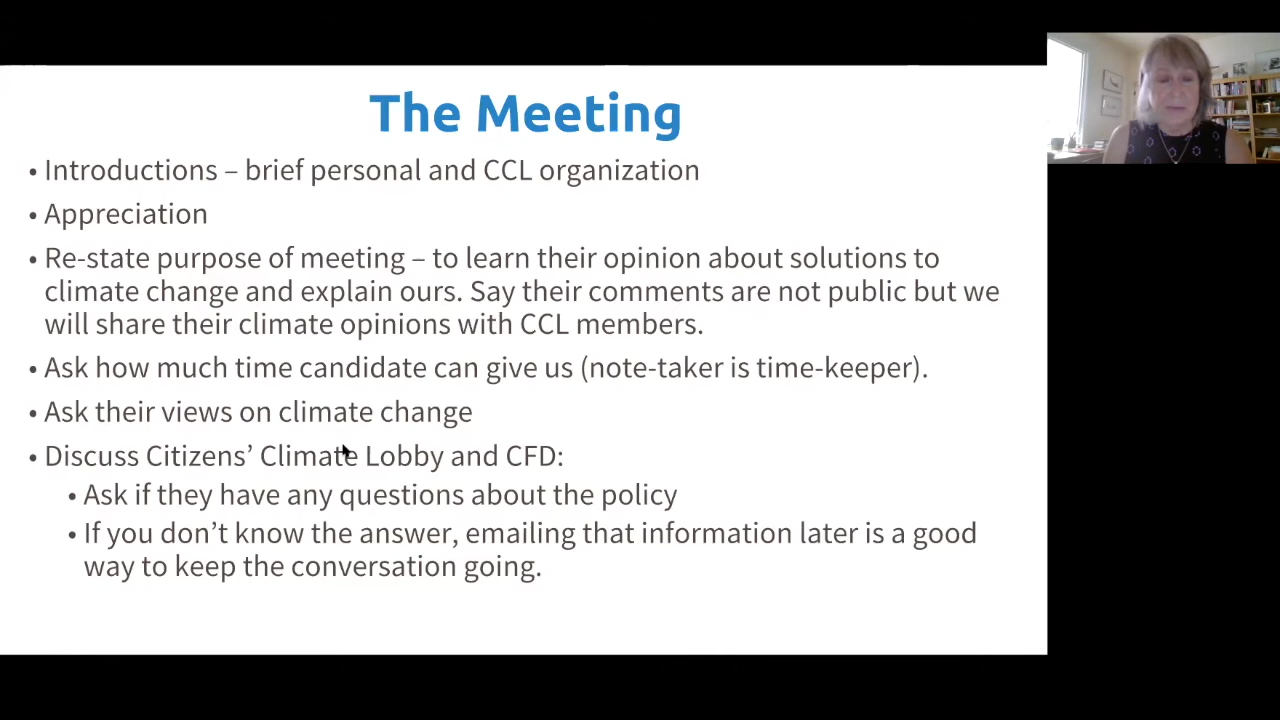 The Meeting
• Introductions – brief personal and CCL organization
• Appreciation
• Re-state purpose of meeting – to learn their opinion about solutions to
climate change and explain ours. Say their comments are not public but we
will share their climate opinions with CCL members.
• Ask how much time candidate can give us (note-taker is time-keeper).
• Ask their views on climate change
• Discuss Citizens’ Climate Lobby and CFD:
• Ask if they have any questions about the policy
• If you don’t know the answer, emailing that information later is a good
way to keep the conversation going.